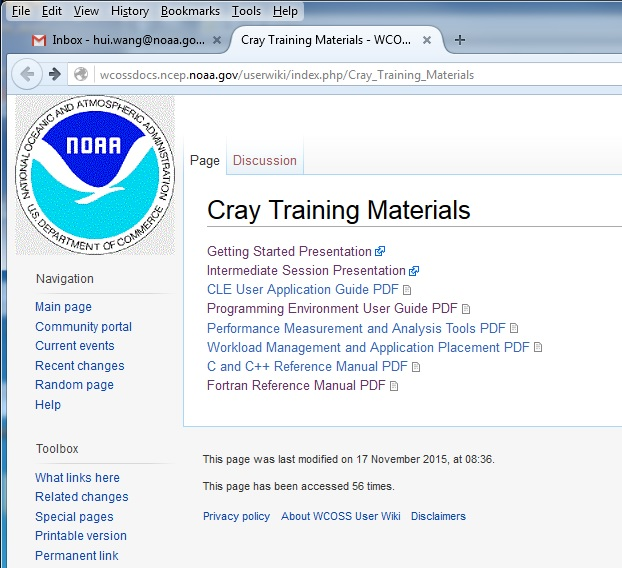 File Edit View History Bookmarks Tools Help
Inbox - hui.wang@noaa.go... × Cray Training Materials - WCO... × +
wcossdocs.ncep.noaa.gov/userwiki/index.php/Cray_Training_Materials
NATIONAL OCEANIC AND ATMOSPHERIC ADMINISTRATION
NOAA
U.S. DEPARTMENT OF COMMERCE
Page Discussion
Cray Training Materials
Getting Started Presentation
Intermediate Session Presentation
CLE User Application Guide PDF
Programming Environment User Guide PDF
Performance Measurement and Analysis Tools PDF
Workload Management and Application Placement PDF
C and C++ Reference Manual PDF
Fortran Reference Manual PDF
Navigation
Main page
Community portal
Current events
Recent changes
Random page
Help
Toolbox
What links here
Related changes
Special pages
Printable version
Permanent link
This page was last modified on 17 November 2015, at 08:36.
This page has been accessed 56 times.
Privacy policy About WCOSS User Wiki Disclaimers